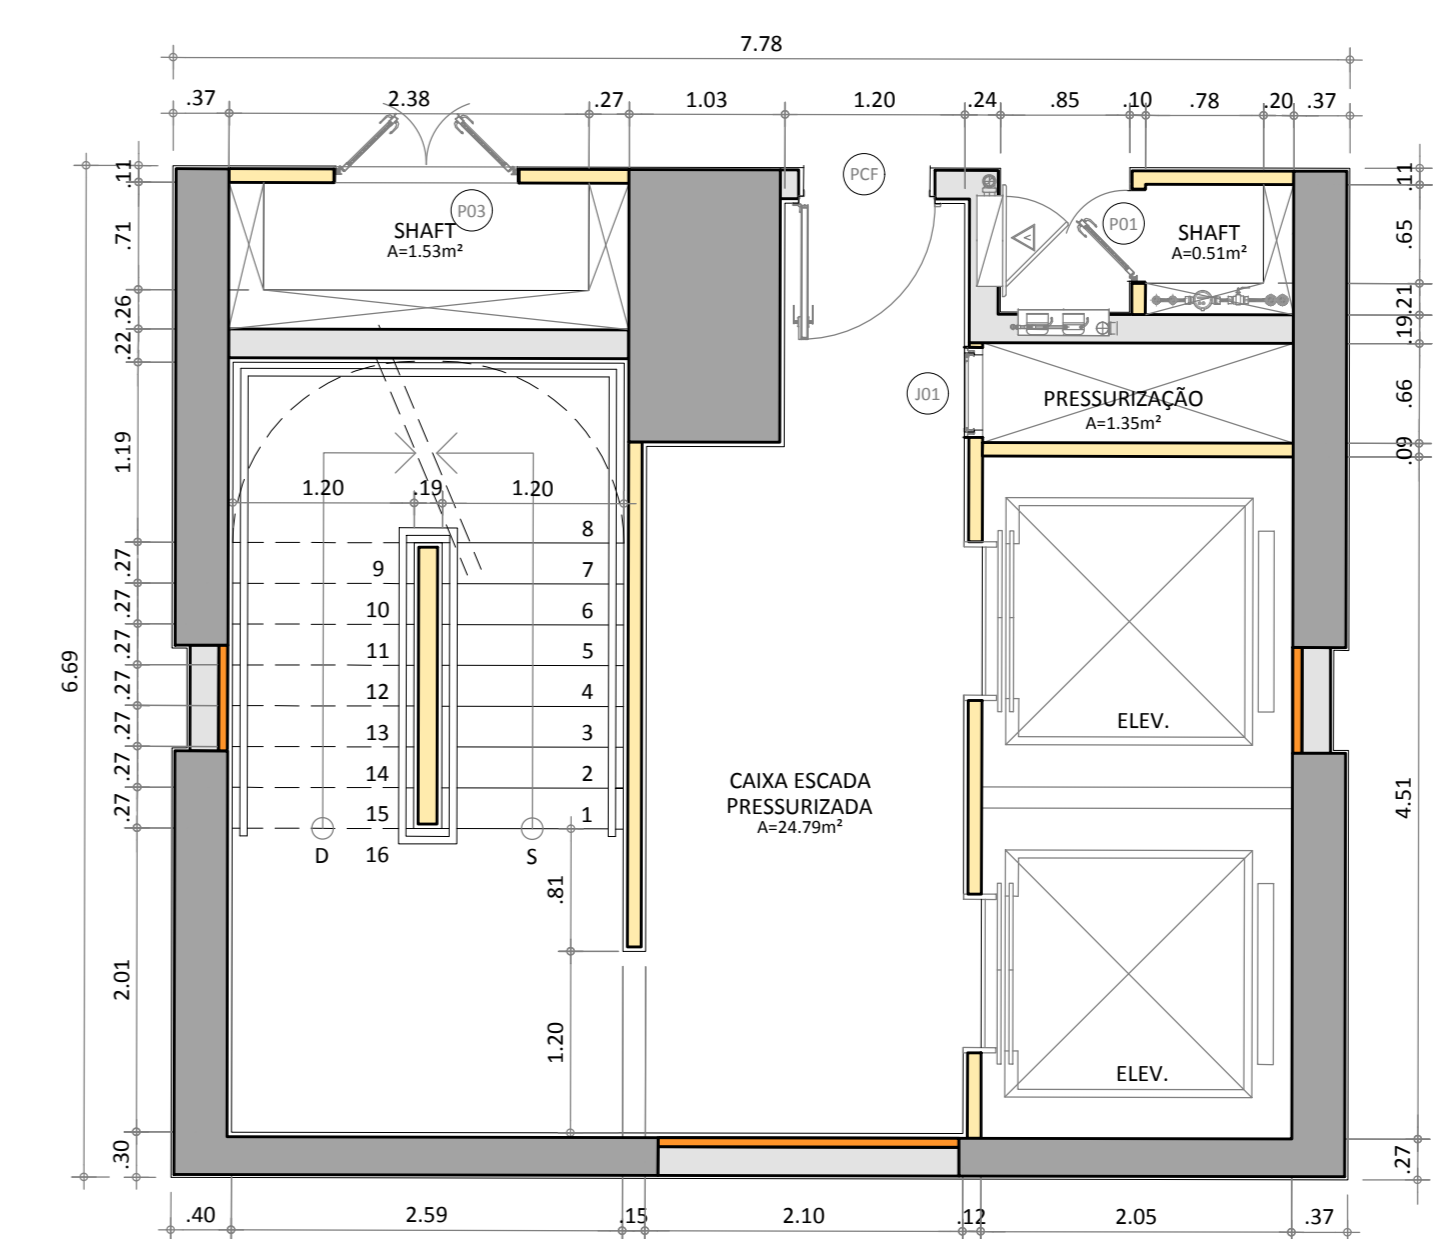 7.78
.37 2.38 .27 1.03 1.20 .24 .85 .10 .78 .20 .37
.11
.71
.26
.22
1.19
.27
.27
.27
.27
.27
.27
.27
2.01
.30
6.69
P03
SHAFT
A=1.53m²
PCF
P01
SHAFT
A=0.51m²
J01
PRESSURIZAÇÃO
A=1.35m²
1.20 .19 1.20
8
9 7
10 6
11 5
12 4
13 3
14 2
15 1
D 16 S
.81
1.20
CAIXA ESCADA
PRESSURIZADA
A=24.79m²
ELEV.
ELEV.
.11
.65
.21
.19
.66
.09
4.51
.27
.40 2.59 .15 2.10 .12 2.05 .37